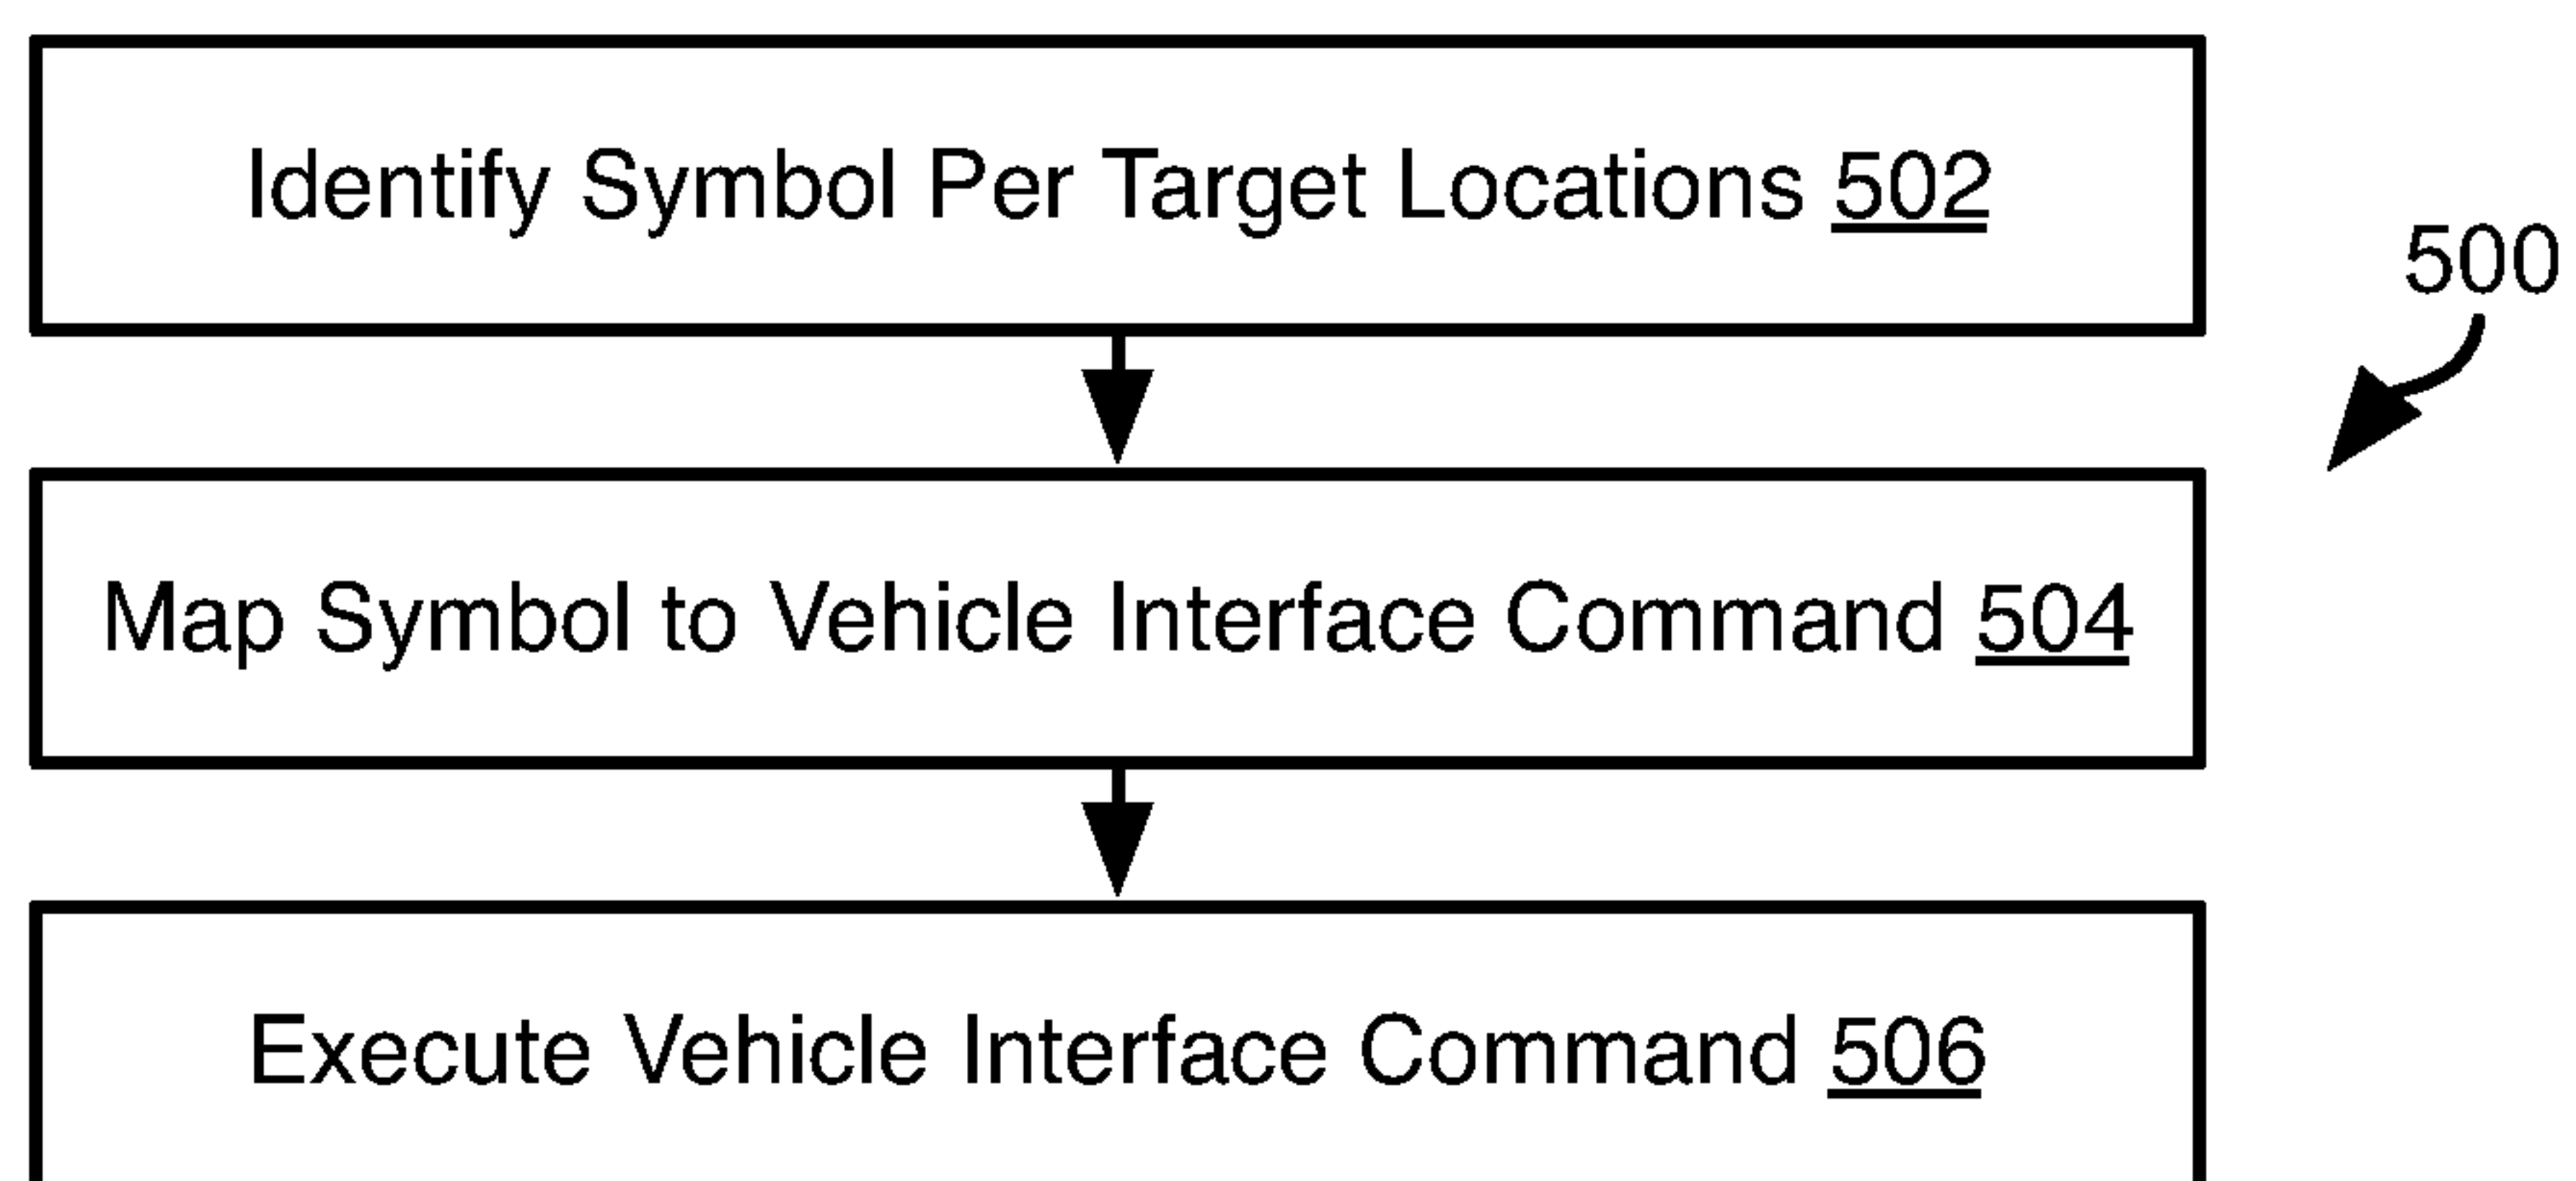 Identify Symbol Per Target Locations 502
500
Map Symbol to Vehicle Interface Command 504
Execute Vehicle Interface Command 506